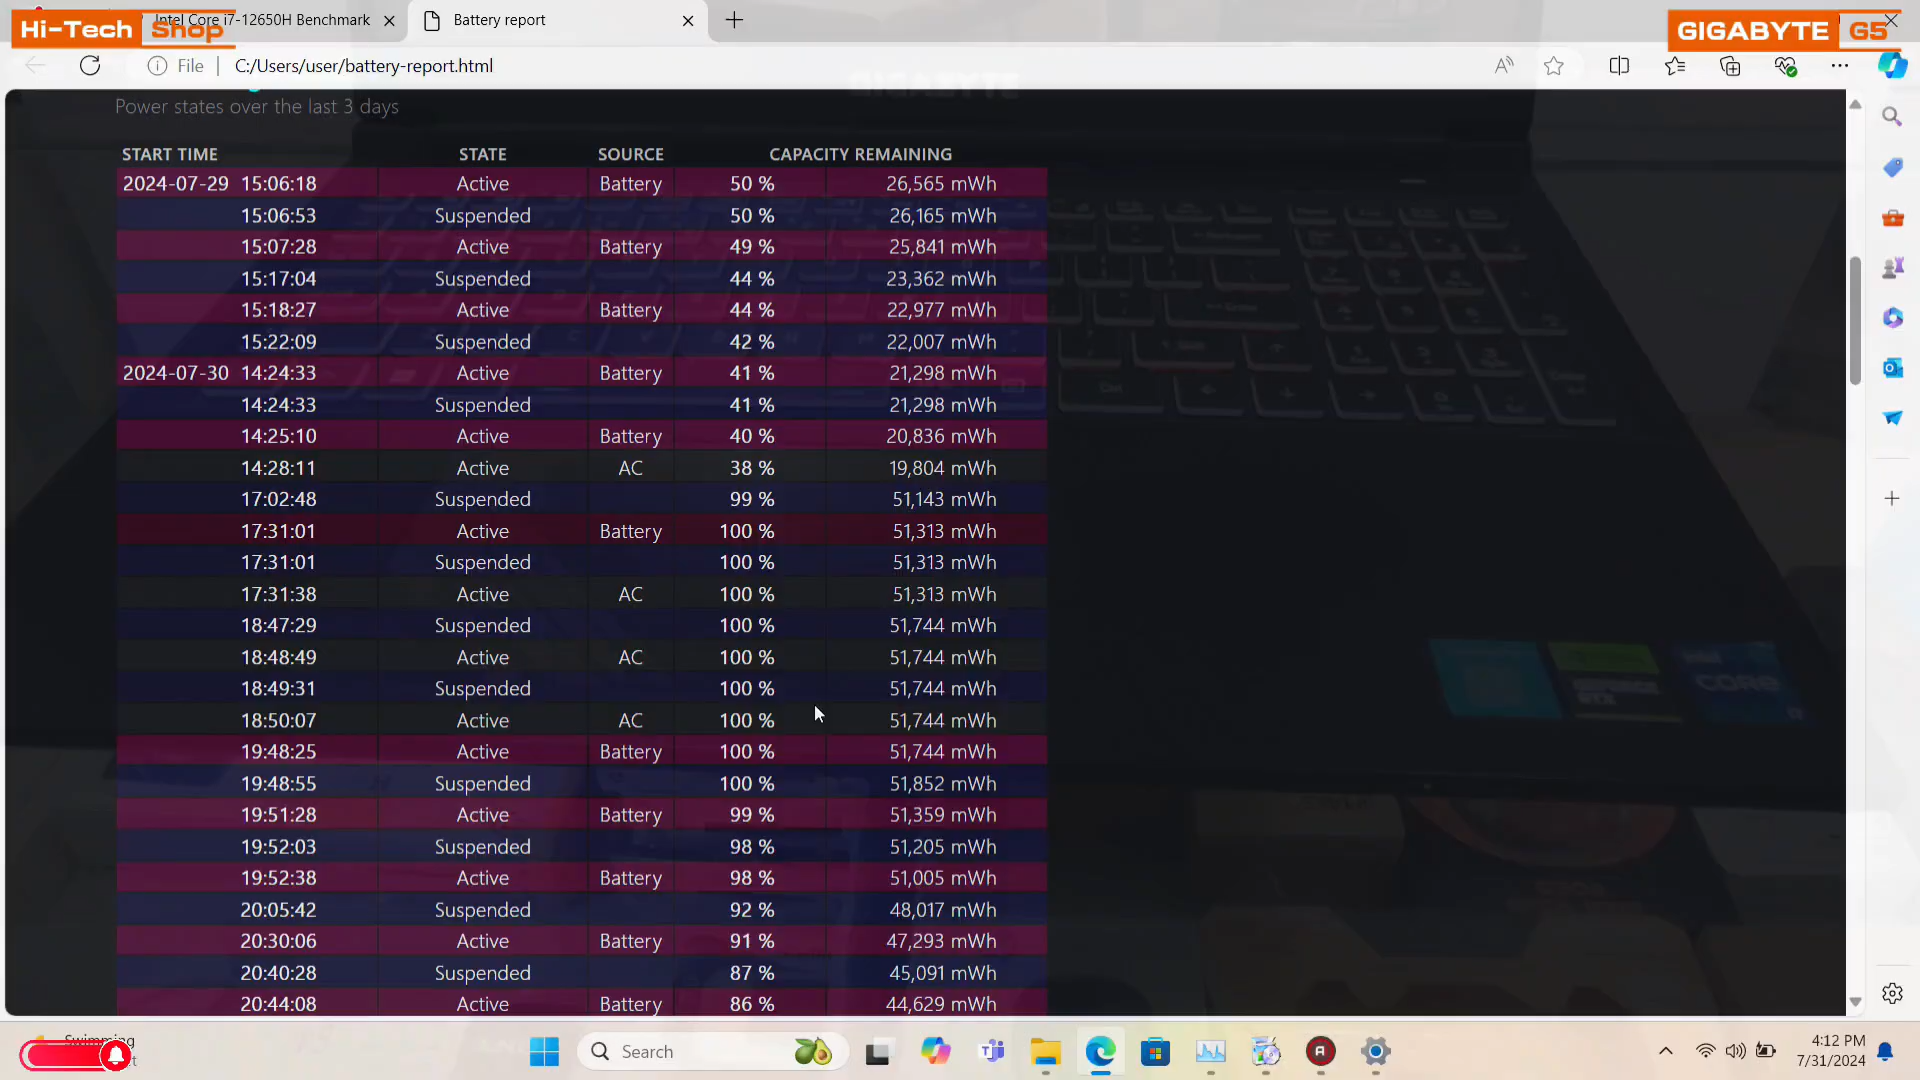 Hi-Tech Shop
Intel Core i7-12650H Benchmark
Battery report
GIGABYTE G5
File
C:/Users/user/battery-report.html
GIGABYTE
Power states over the last 3 days
START TIME STATE SOURCE CAPACITY REMAINING
2024-07-29 15:06:18 Active Battery 50 % 26,565 mWh
15:06:53 Suspended 50 % 26,165 mWh
15:07:28 Active Battery 49 % 25,841 mWh
15:17:04 Suspended 44 % 23,362 mWh
15:18:27 Active Battery 44 % 22,977 mWh
15:22:09 Suspended 42 % 22,007 mWh
2024-07-30 14:24:33 Active Battery 41 % 21,298 mWh
14:24:33 Suspended 41 % 21,298 mWh
14:25:10 Active Battery 40 % 20,836 mWh
14:28:11 Active AC 38 % 19,804 mWh
17:02:48 Suspended 99 % 51,143 mWh
17:31:01 Active Battery 100 % 51,313 mWh
17:31:01 Suspended 100 % 51,313 mWh
17:31:38 Active AC 100 % 51,313 mWh
18:47:29 Suspended 100 % 51,744 mWh
18:48:49 Active AC 100 % 51,744 mWh
18:49:31 Suspended 100 % 51,744 mWh
18:50:07 Active AC 100 % 51,744 mWh
19:48:25 Active Battery 100 % 51,744 mWh
19:48:55 Suspended 100 % 51,852 mWh
19:51:28 Active Battery 99 % 51,359 mWh
19:52:03 Suspended 98 % 51,205 mWh
19:52:38 Active Battery 98 % 51,005 mWh
20:05:42 Suspended 92 % 48,017 mWh
20:30:06 Active Battery 91 % 47,293 mWh
20:40:28 Suspended 87 % 45,091 mWh
20:44:08 Active Battery 86 % 44,629 mWh
CORE
Swimming
Search
4:12 PM
7/31/2024